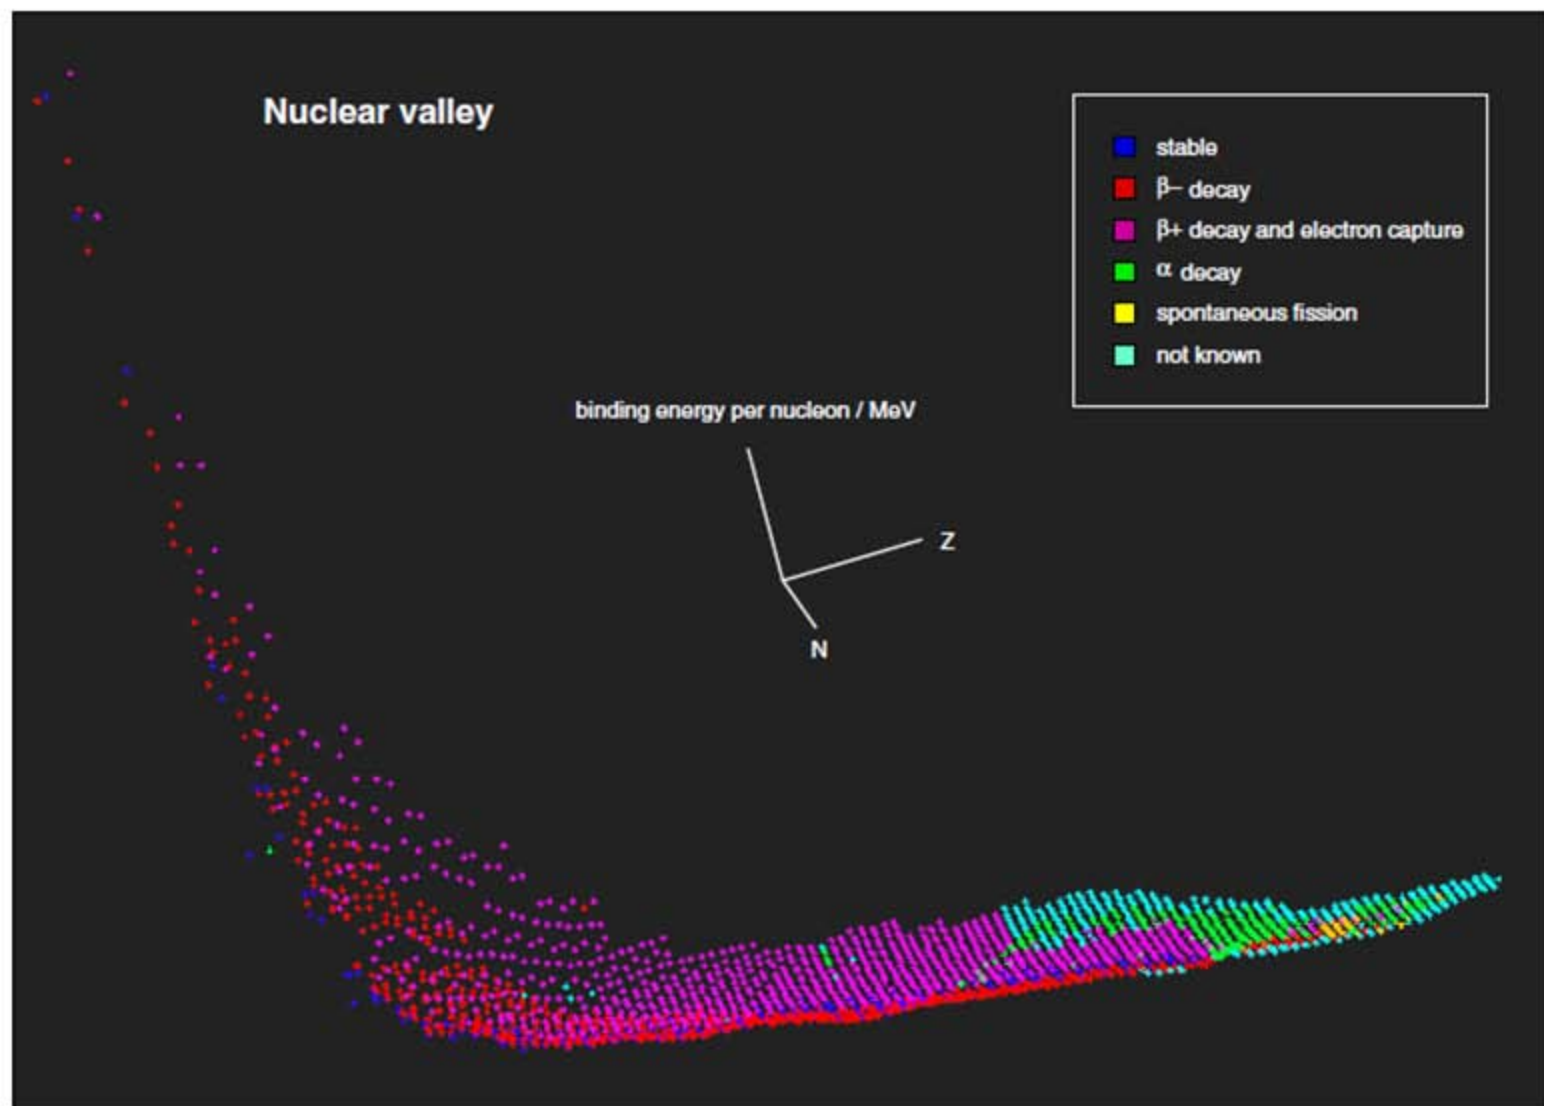 Nuclear valley
stable
β− decay
β+ decay and electron capture
α decay
spontaneous fission
not known
binding energy per nucleon / MeV
Z
N